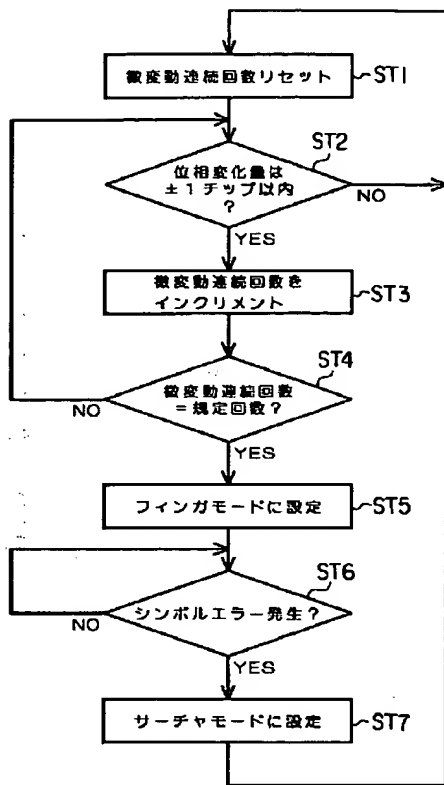 微変動連続回数リセット
ST1
ST2
位相変化量は
±1チップ以内
?
NO
YES
微変動連続回数を
インクリメント
ST3
ST4
微変動連続回数
=規定回数?
NO
YES
フィンガモードに設定
ST5
ST6
シンボルエラー発生?
NO
YES
サーチャモードに設定
ST7